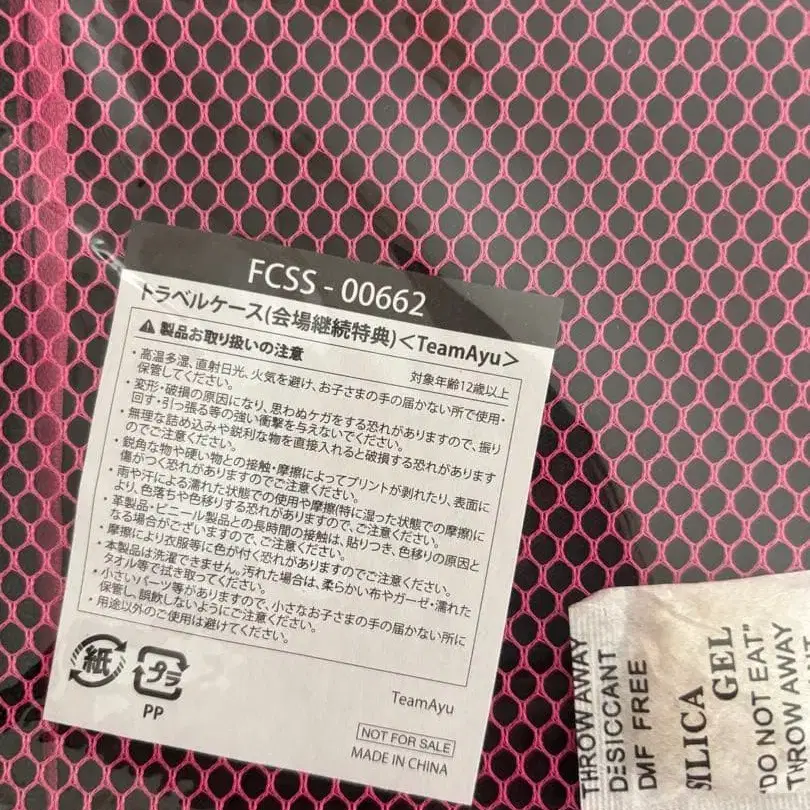 FCSS - 00662
トラベルケース(会場継続特典)<TeamAyu>
⚠製品お取り扱いの注意
対象年齢12歳以上
・高温多湿、直射日光、火気を避け、お子さまの手の届かない所で使用・
保管してください。
・変形・破損の原因になり、思わぬケガをする恐れがありますので、振り
回す・引っ張る等の強い衝撃を与えないでください。
・無理な詰め込みや鋭利な物を直接入れると破損する恐れがあります
のでご注意ください。
・鋭角な物や硬い物との接触・摩擦によってプリントが剥れたり、表面に
傷がつく恐れがありますのでご注意ください。
・雨や汗による濡れた状態での使用や摩擦(特に湿った状態での摩擦)に
より、色落ちや色移りする恐れがありますので、ご注意ください。
・革製品・ビニール製品との長時間の接触は、貼りつき、色移りの原因と
なる場合がございますので、ご注意ください。
・摩擦により衣服等に色が付く恐れがありますのでご注意ください。
・本製品は洗濯できません。汚れた場合は、柔らかい布やガーゼ・濡れた
タオル等で拭き取ってください。
・小さいパーツ等がありますので、小さなお子さまの手の届かない所に
保管し、誤飲しないようにご注意ください。
・用途以外のご使用は避けてください。
紙
プラ
PP
TeamAyu
NOT FOR SALE
MADE IN CHINA
THROW AWAY
DESICCANT
DMF FREE
SILICA GEL
"DO NOT EAT"
THROW AWAY